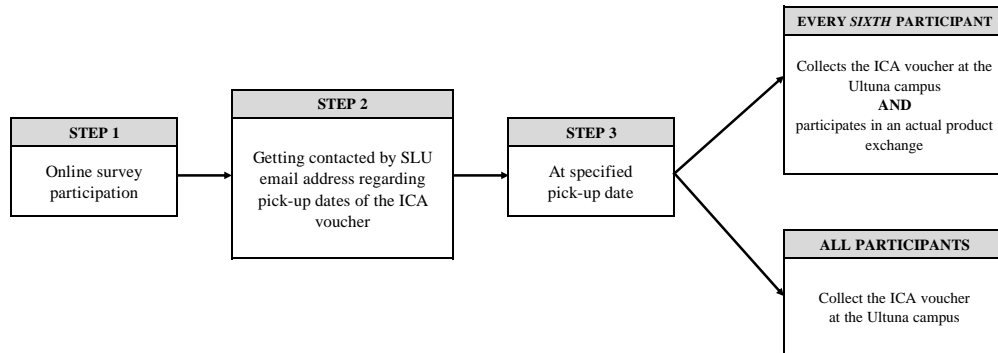 STEP 1
Online survey
participation
STEP 2
Getting contacted by SLU
email address regarding
pick-up dates of the ICA
voucher
STEP 3
At specified
pick-up date
EVERY SIXTH PARTICIPANT
Collects the ICA voucher at the
Ultuna campus
AND
participates in an actual product
exchange
ALL PARTICIPANTS
Collect the ICA voucher
at the Ultuna campus